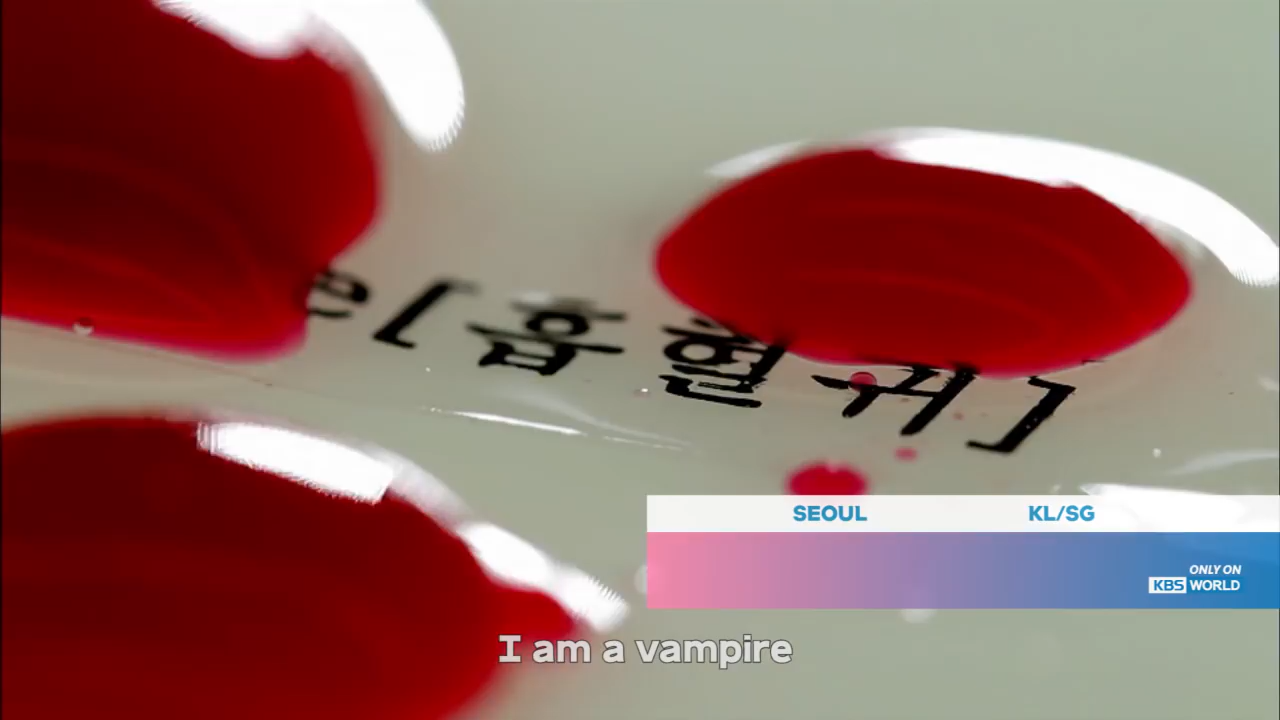 [흡혈귀]
SEOUL KL/SG
ONLY ON
KBS WORLD
I am a vampire